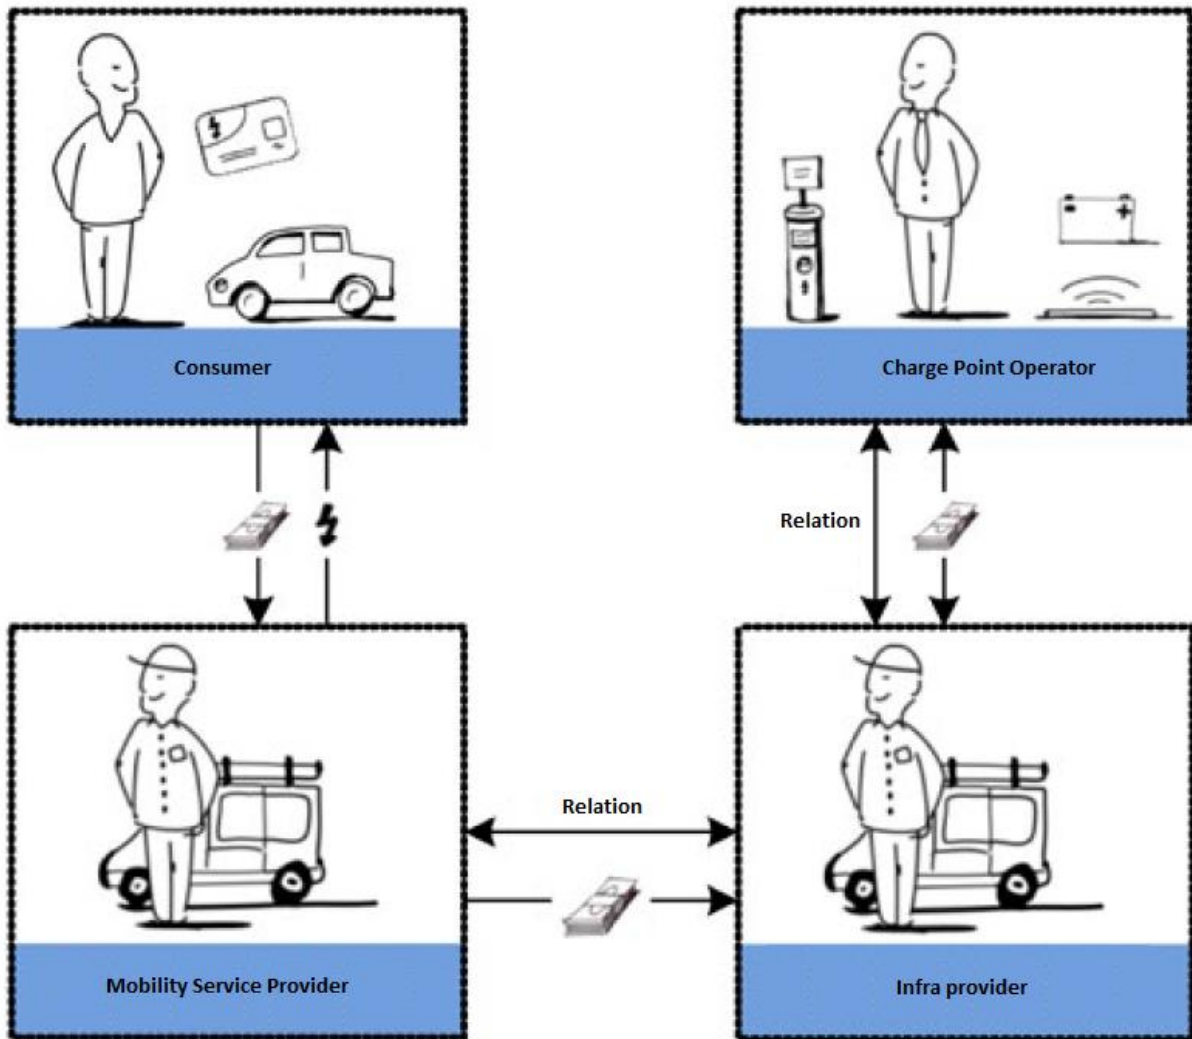 Consumer
Charge Point Operator
Relation
Relation
Mobility Service Provider
Infra provider